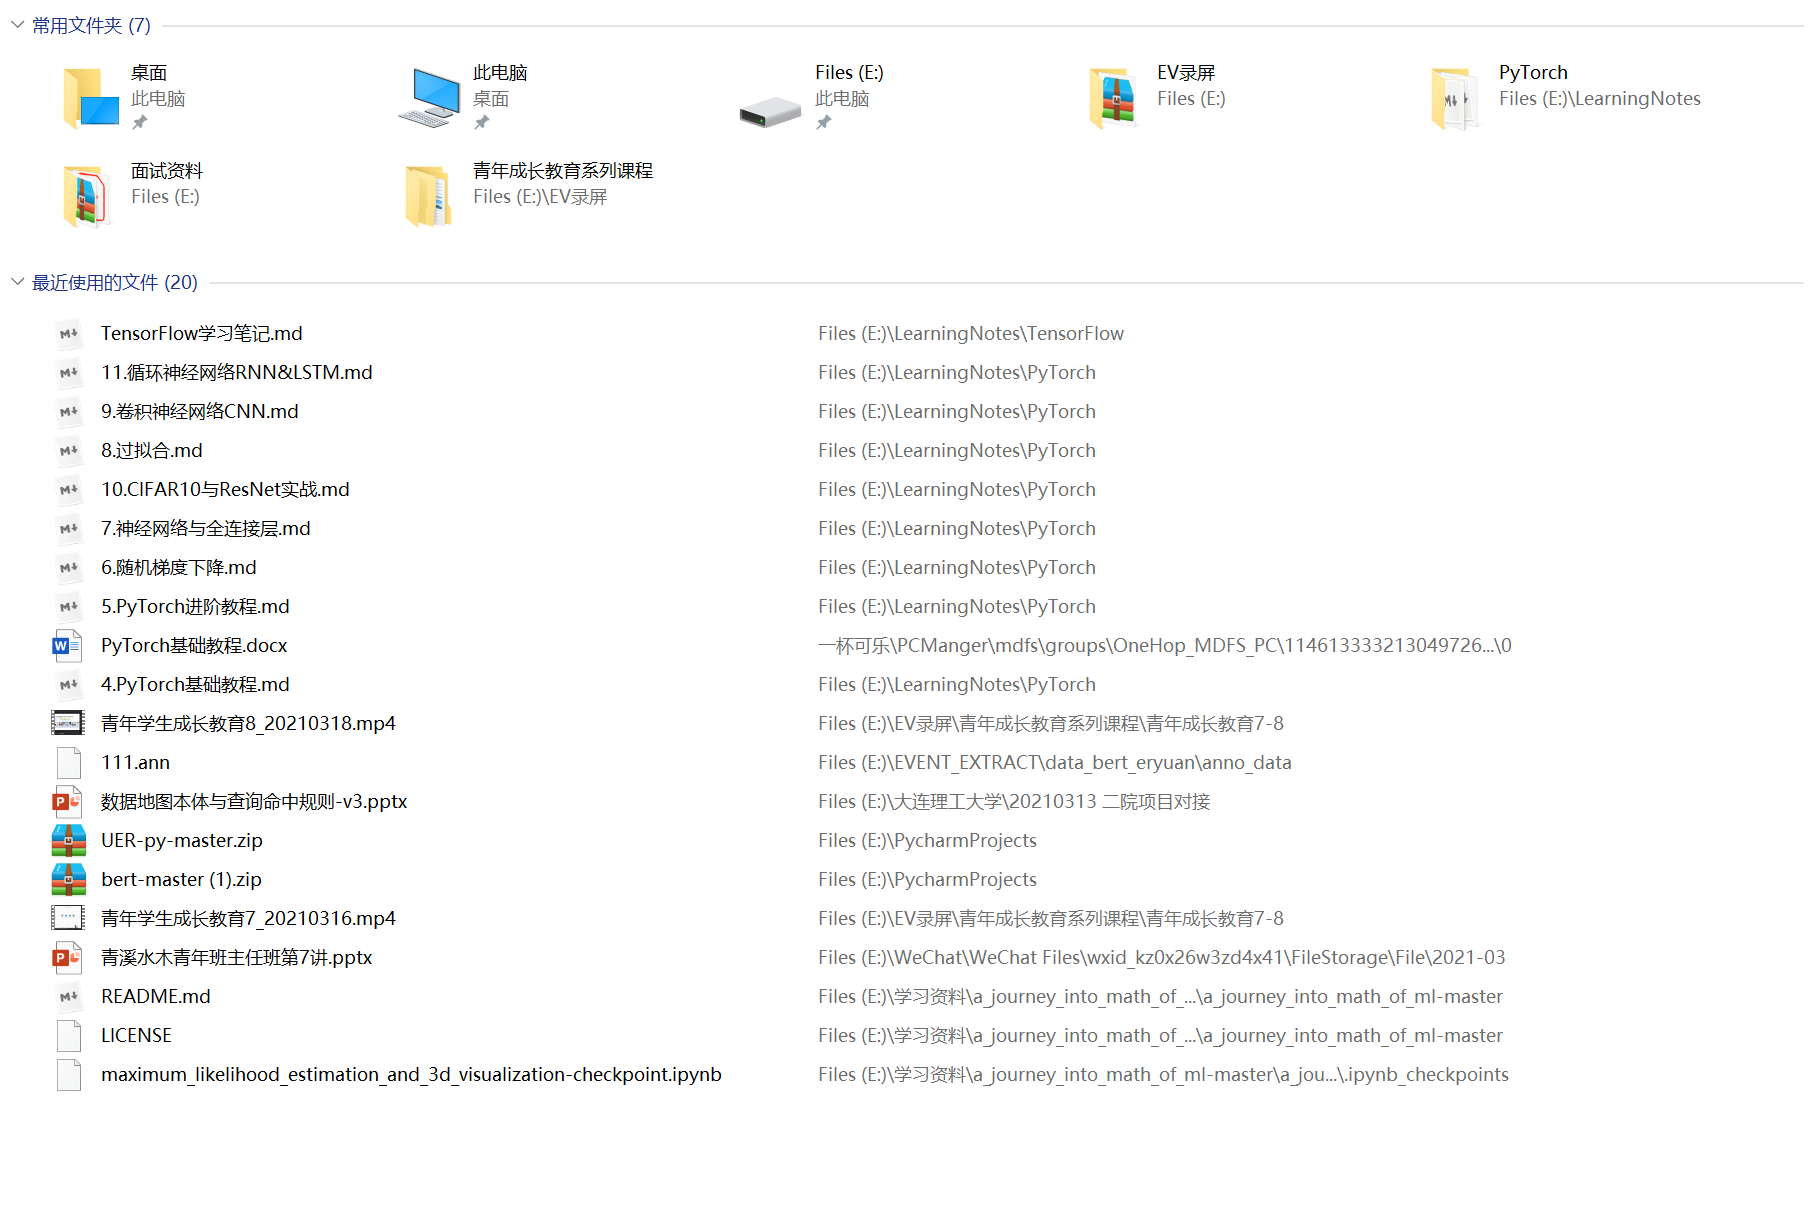 常用文件夹 (7)
桌面
此电脑
此电脑
桌面
Files (E:)
此电脑
EV录屏
Files (E:)
PyTorch
Files (E:)\LearningNotes
面试资料
Files (E:)
青年成长教育系列课程
Files (E:)\EV录屏
最近使用的文件 (20)
TensorFlow学习笔记.md Files (E:)\LearningNotes\TensorFlow
11.循环神经网络RNN&LSTM.md Files (E:)\LearningNotes\PyTorch
9.卷积神经网络CNN.md Files (E:)\LearningNotes\PyTorch
8.过拟合.md Files (E:)\LearningNotes\PyTorch
10.CIFAR10与ResNet实战.md Files (E:)\LearningNotes\PyTorch
7.神经网络与全连接层.md Files (E:)\LearningNotes\PyTorch
6.随机梯度下降.md Files (E:)\LearningNotes\PyTorch
5.PyTorch进阶教程.md Files (E:)\LearningNotes\PyTorch
PyTorch基础教程.docx 一杯可乐\PCManger\mdfs\groups\OneHop_MDFS_PC\114613333213049726...\0
4.PyTorch基础教程.md Files (E:)\LearningNotes\PyTorch
青年学生成长教育8_20210318.mp4 Files (E:)\EV录屏\青年成长教育系列课程\青年成长教育7-8
111.ann Files (E:)\EVENT_EXTRACT\data_bert_eryuan\anno_data
数据地图本体与查询命中规则-v3.pptx Files (E:)\大连理工大学\20210313 二院项目对接
UER-py-master.zip Files (E:)\PycharmProjects
bert-master (1).zip Files (E:)\PycharmProjects
青年学生成长教育7_20210316.mp4 Files (E:)\EV录屏\青年成长教育系列课程\青年成长教育7-8
青溪水木青年班主任班第7讲.pptx Files (E:)\WeChat\WeChat Files\wxid_kz0x26w3zd4x41\FileStorage\File\2021-03
README.md Files (E:)\学习资料\a_journey_into_math_of_...\a_journey_into_math_of_ml-master
LICENSE Files (E:)\学习资料\a_journey_into_math_of_...\a_journey_into_math_of_ml-master
maximum_likelihood_estimation_and_3d_visualization-checkpoint.ipynb Files (E:)\学习资料\a_journey_into_math_of_ml-master\a_jou...\.ipynb_checkpoints